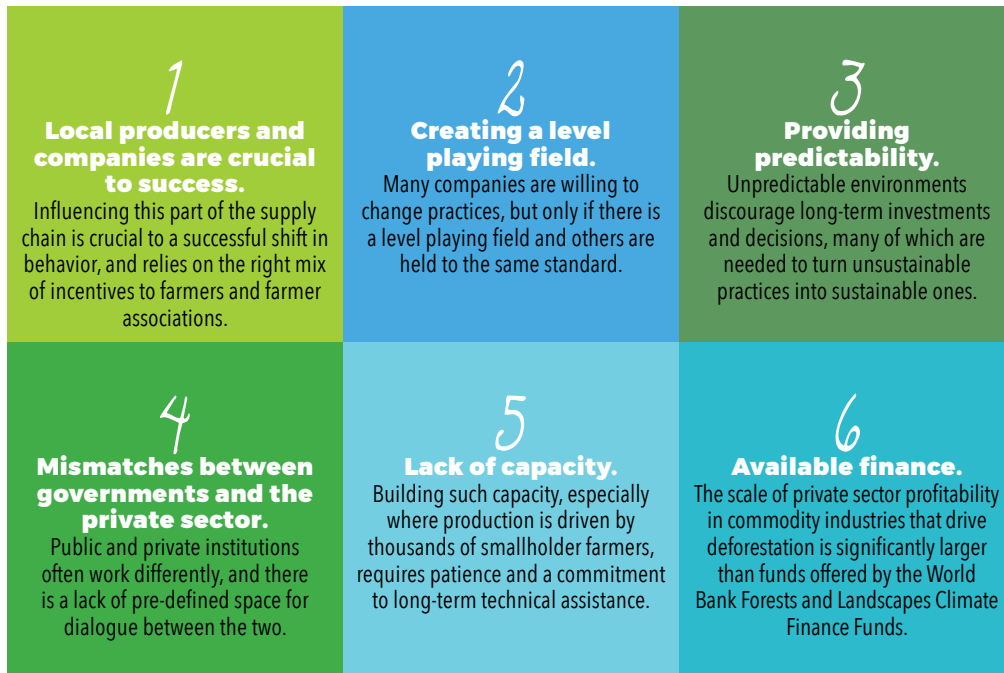 1
Local producers and
companies are crucial
to success.
Influencing this part of the supply
chain is crucial to a successful shift in
behavior, and relies on the right mix
of incentives to farmers and farmer
associations.
2
Creating a level
playing field.
Many companies are willing to
change practices, but only if there is
a level playing field and others are
held to the same standard.
3
Providing
predictability.
Unpredictable environments
discourage long-term investments
and decisions, many of which are
needed to turn unsustainable
practices into sustainable ones.
4
Mismatches between
governments and the
private sector.
Public and private institutions
often work differently, and there
is a lack of pre-defined space for
dialogue between the two.
5
Lack of capacity.
Building such capacity, especially
where production is driven by
thousands of smallholder farmers,
requires patience and a commitment
to long-term technical assistance.
6
Available finance.
The scale of private sector profitability
in commodity industries that drive
deforestation is significantly larger
than funds offered by the World
Bank Forests and Landscapes Climate
Finance Funds.